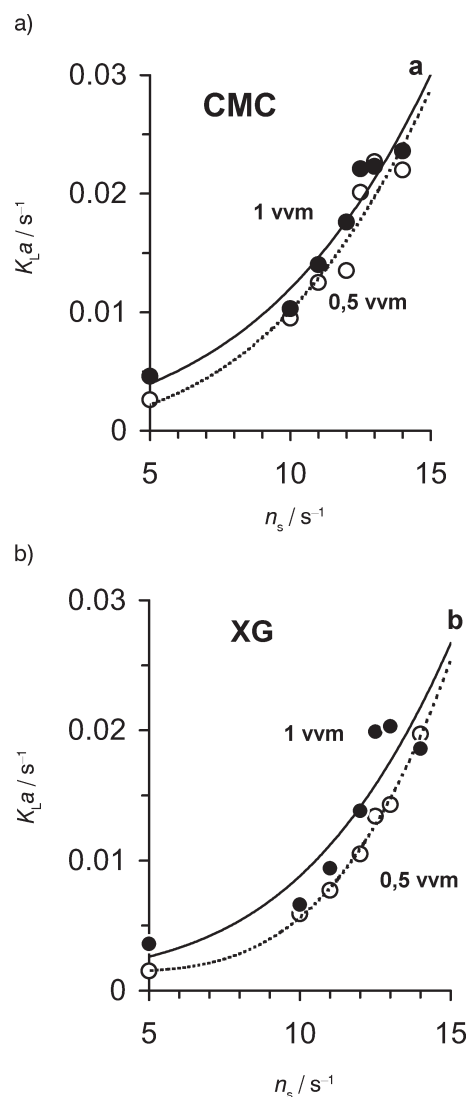 a)
0.03
a
CMC
0.02
1 vvm
K_L a / s⁻¹
0.01
0,5 vvm
0
5
10
15
n_s / s⁻¹
b)
0.03
b
XG
0.02
1 vvm
K_L a / s⁻¹
0.01
0,5 vvm
0
5
10
15
n_s / s⁻¹